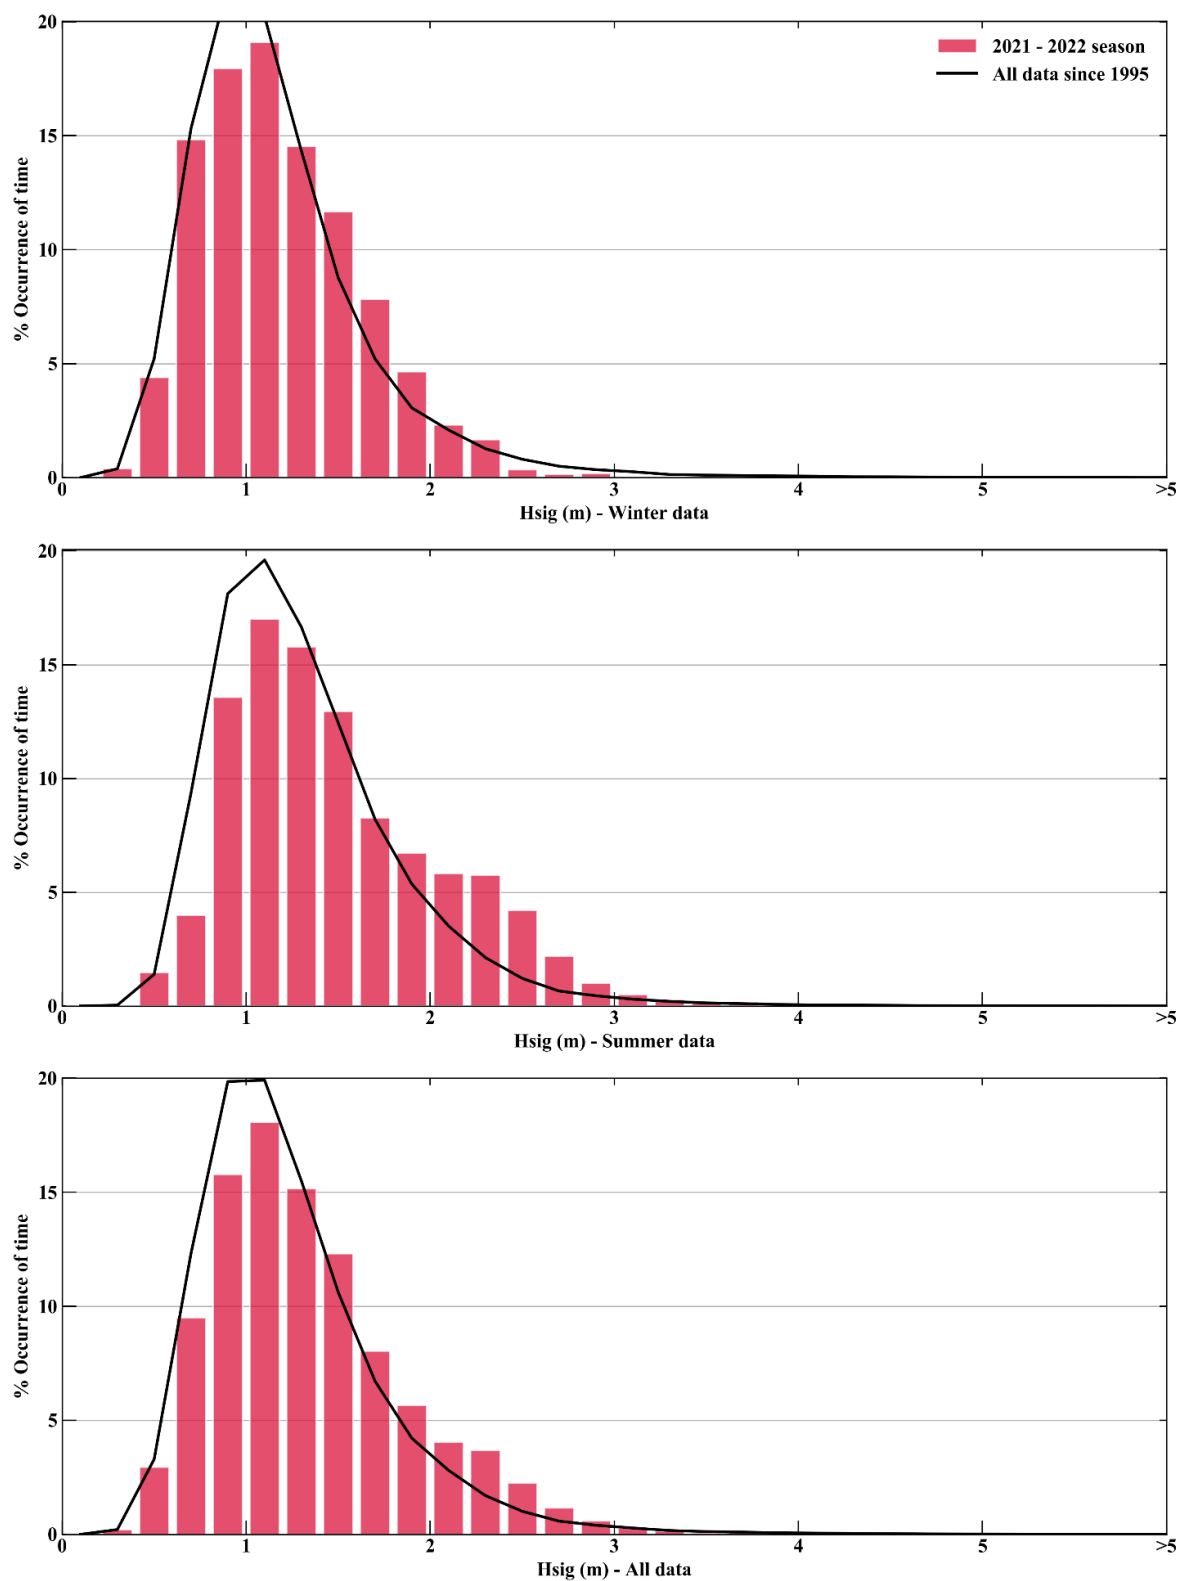 20
15
10
5
0
% Occurrence of time
2021 - 2022 season
All data since 1995
0 1 2 3 4 5 >5
Hsig (m) - Winter data
20
15
10
5
0
% Occurrence of time
0 1 2 3 4 5 >5
Hsig (m) - Summer data
20
15
10
5
0
% Occurrence of time
0 1 2 3 4 5 >5
Hsig (m) - All data